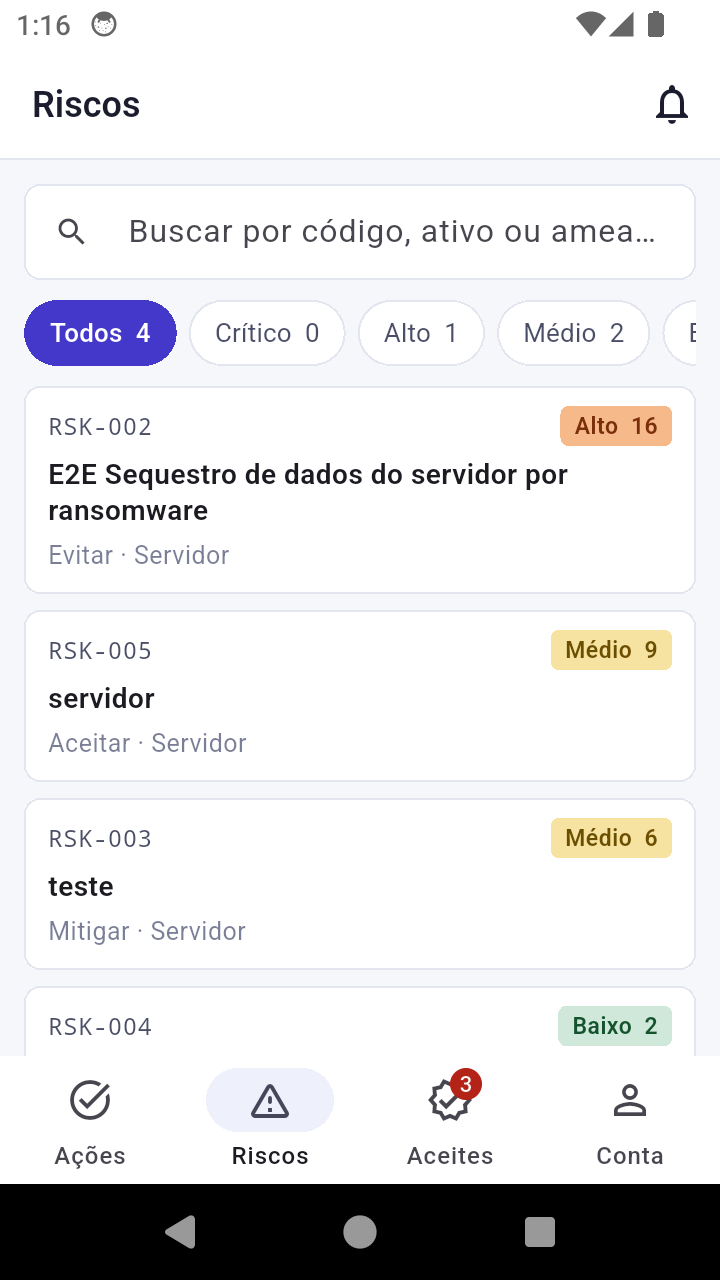 1:16
Riscos
Buscar por código, ativo ou amea…
Todos 4
Crítico 0
Alto 1
Médio 2
RSK-002
Alto 16
E2E Sequestro de dados do servidor por
ransomware
Evitar · Servidor
RSK-005
Médio 9
servidor
Aceitar · Servidor
RSK-003
Médio 6
teste
Mitigar · Servidor
RSK-004
Baixo 2
3
Ações
Riscos
Aceites
Conta